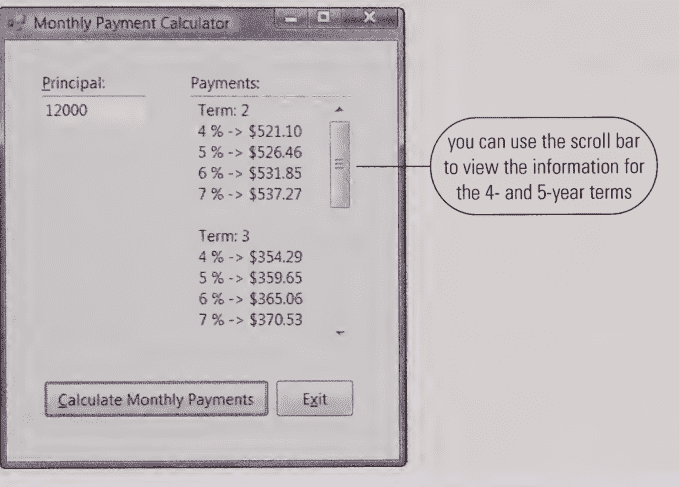 Monthly Payment Calculator
Principal:
12000
Payments:
Term: 2
4 % -> $521.10
5 % -> $526.46
6 % -> $531.85
7 % -> $537.27
Term: 3
4 % -> $354.29
5 % -> $359.65
6 % -> $365.06
7 % -> $370.53
Calculate Monthly Payments
Exit
you can use the scroll bar
to view the information for
the 4- and 5-year terms